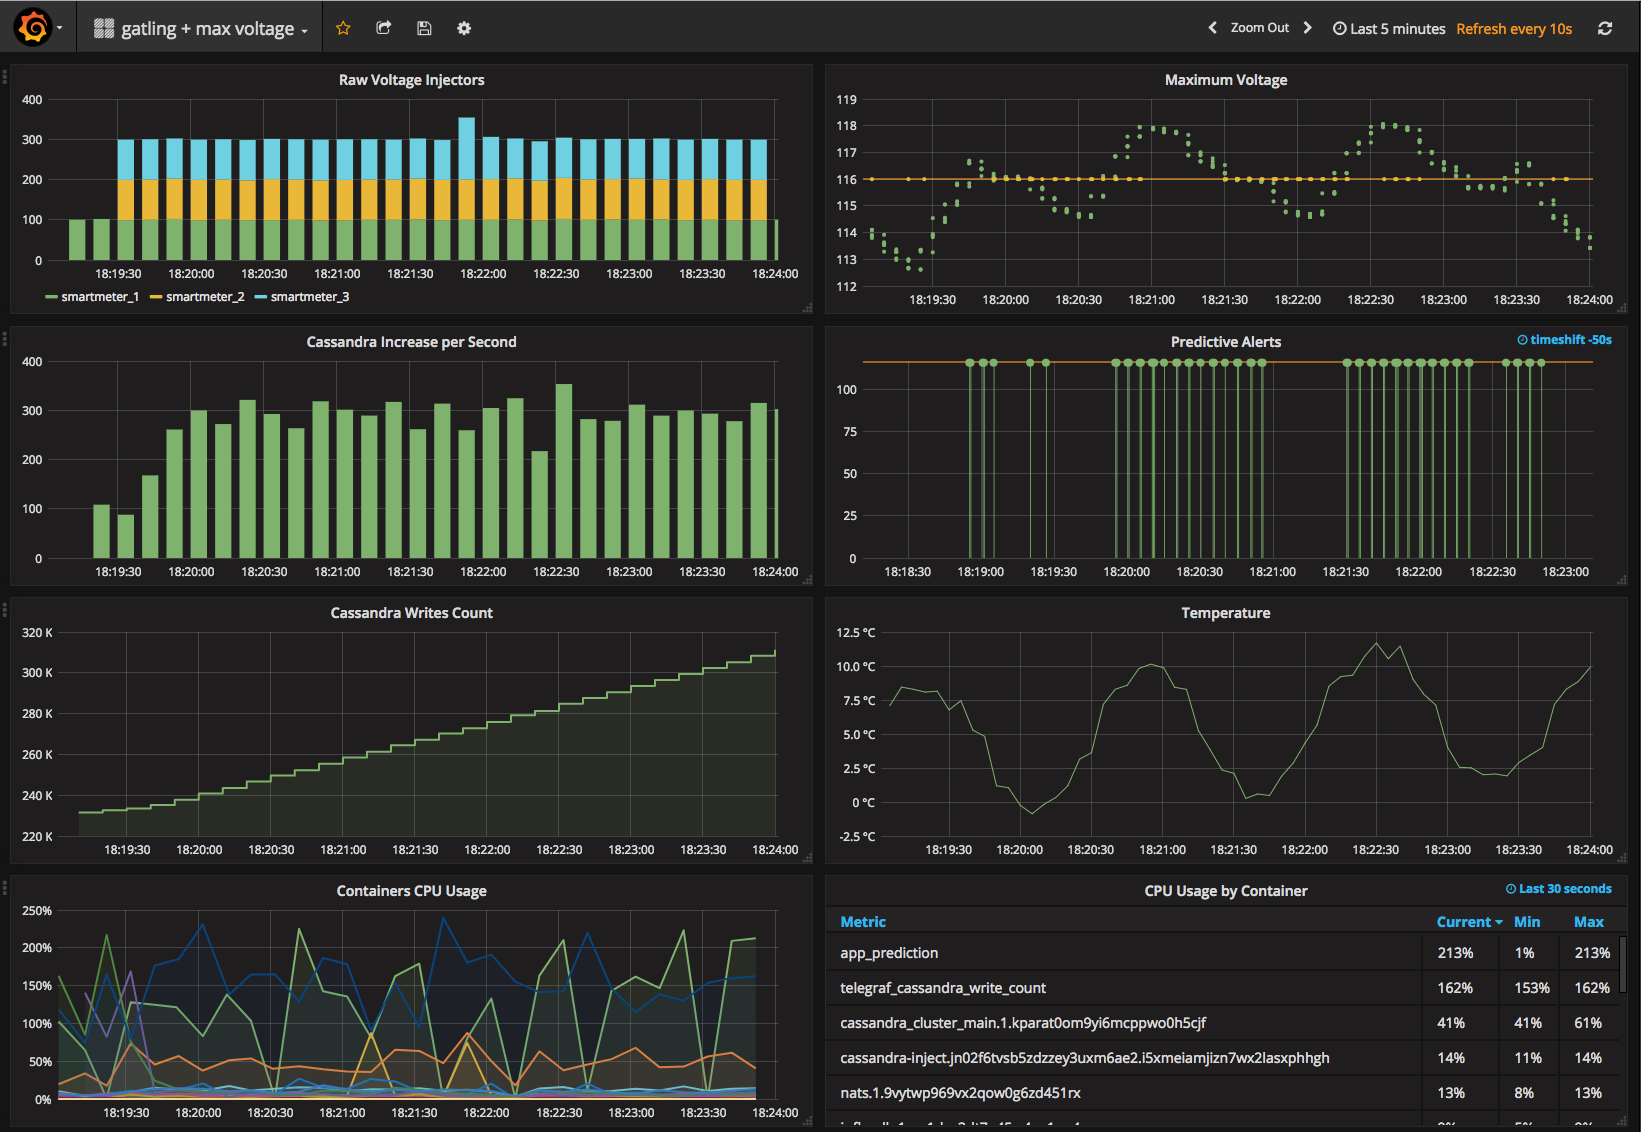 gatling + max voltage
Zoom Out
Last 5 minutes
Refresh every 10s
Raw Voltage Injectors
400
300
200
100
0
18:19:30 18:20:00 18:20:30 18:21:00 18:21:30 18:22:00 18:22:30 18:23:00 18:23:30 18:24:00
smartmeter_1 smartmeter_2 smartmeter_3
Maximum Voltage
119
118
117
116
115
114
113
112
18:19:30 18:20:00 18:20:30 18:21:00 18:21:30 18:22:00 18:22:30 18:23:00 18:23:30 18:24:00
Cassandra Increase per Second
400
300
200
100
0
18:19:30 18:20:00 18:20:30 18:21:00 18:21:30 18:22:00 18:22:30 18:23:00 18:23:30 18:24:00
Predictive Alerts
timeshift -50s
100
75
50
25
0
18:18:30 18:19:00 18:19:30 18:20:00 18:20:30 18:21:00 18:21:30 18:22:00 18:22:30 18:23:00
Cassandra Writes Count
320 K
300 K
280 K
260 K
240 K
220 K
18:19:30 18:20:00 18:20:30 18:21:00 18:21:30 18:22:00 18:22:30 18:23:00 18:23:30 18:24:00
Temperature
12.5 °C
10.0 °C
7.5 °C
5.0 °C
2.5 °C
0 °C
-2.5 °C
18:19:30 18:20:00 18:20:30 18:21:00 18:21:30 18:22:00 18:22:30 18:23:00 18:23:30 18:24:00
Containers CPU Usage
250%
200%
150%
100%
50%
0%
18:19:30 18:20:00 18:20:30 18:21:00 18:21:30 18:22:00 18:22:30 18:23:00 18:23:30 18:24:00
CPU Usage by Container
Last 30 seconds
Metric Current Min Max
app_prediction 213% 1% 213%
telegraf_cassandra_write_count 162% 153% 162%
cassandra_cluster_main.1.kparat0om9yi6mcppwo0h5cjf 41% 41% 61%
cassandra-inject.jn02f6tvsb5zdzzey3uxm6ae2.i5xmeiamjizn7wx2lasxphhgh 14% 11% 14%
nats.1.9vytwp969vx2qow0g6zd451rx 13% 8% 13%